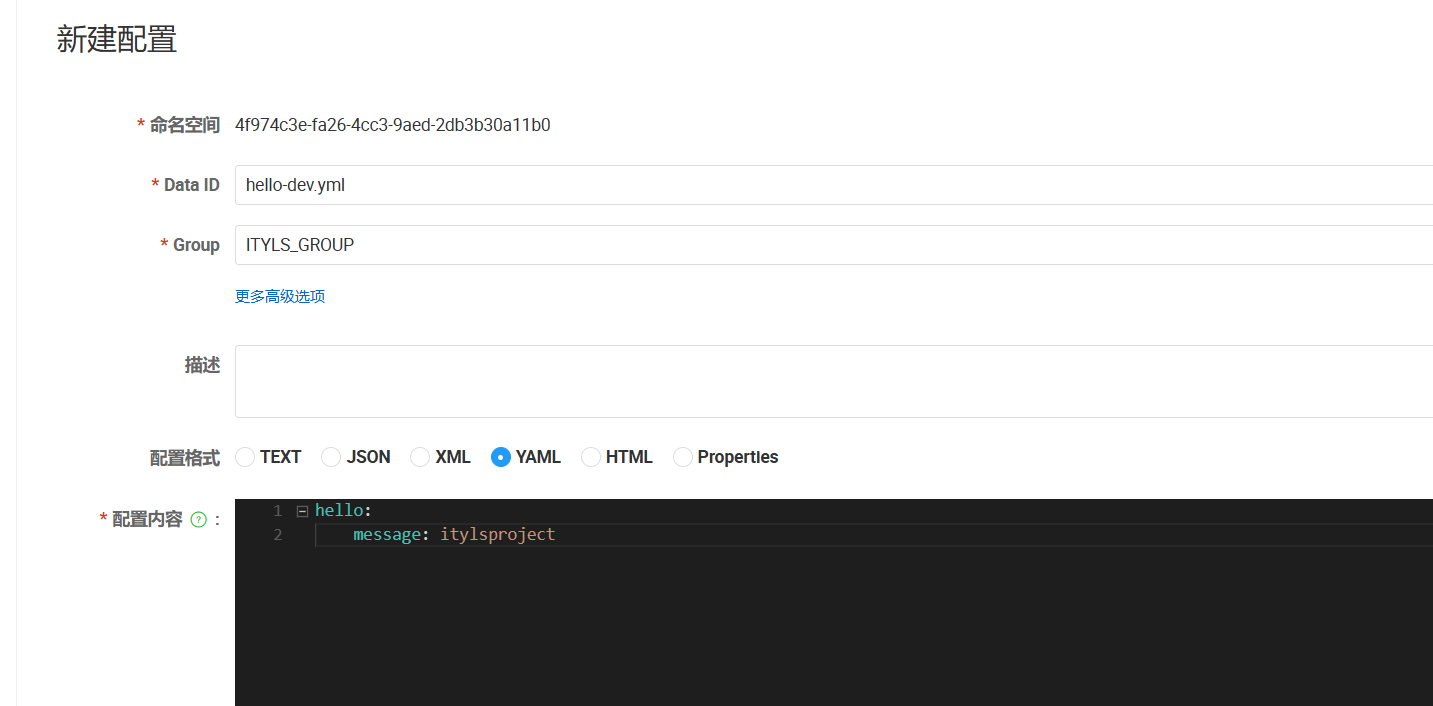 新建配置
* 命名空间 4f974c3e-fa26-4cc3-9aed-2db3b30a11b0
* Data ID hello-dev.yml
* Group ITYLS_GROUP
更多高级选项
描述
配置格式 TEXT JSON XML YAML HTML Properties
* 配置内容 ? :
1 hello:
2 message: itylsproject